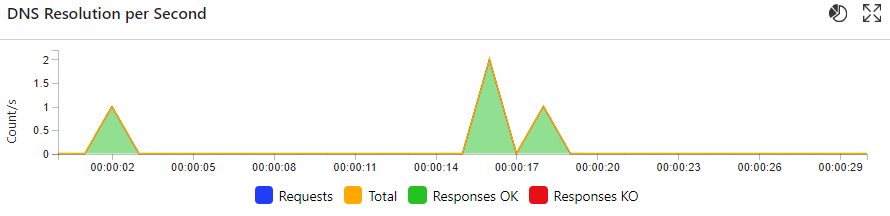 DNS Resolution per Second
Count/s
2
1.5
1
0.5
0
00:00:02 00:00:05 00:00:08 00:00:11 00:00:14 00:00:17 00:00:20 00:00:23 00:00:26 00:00:29
Requests Total Responses OK Responses KO